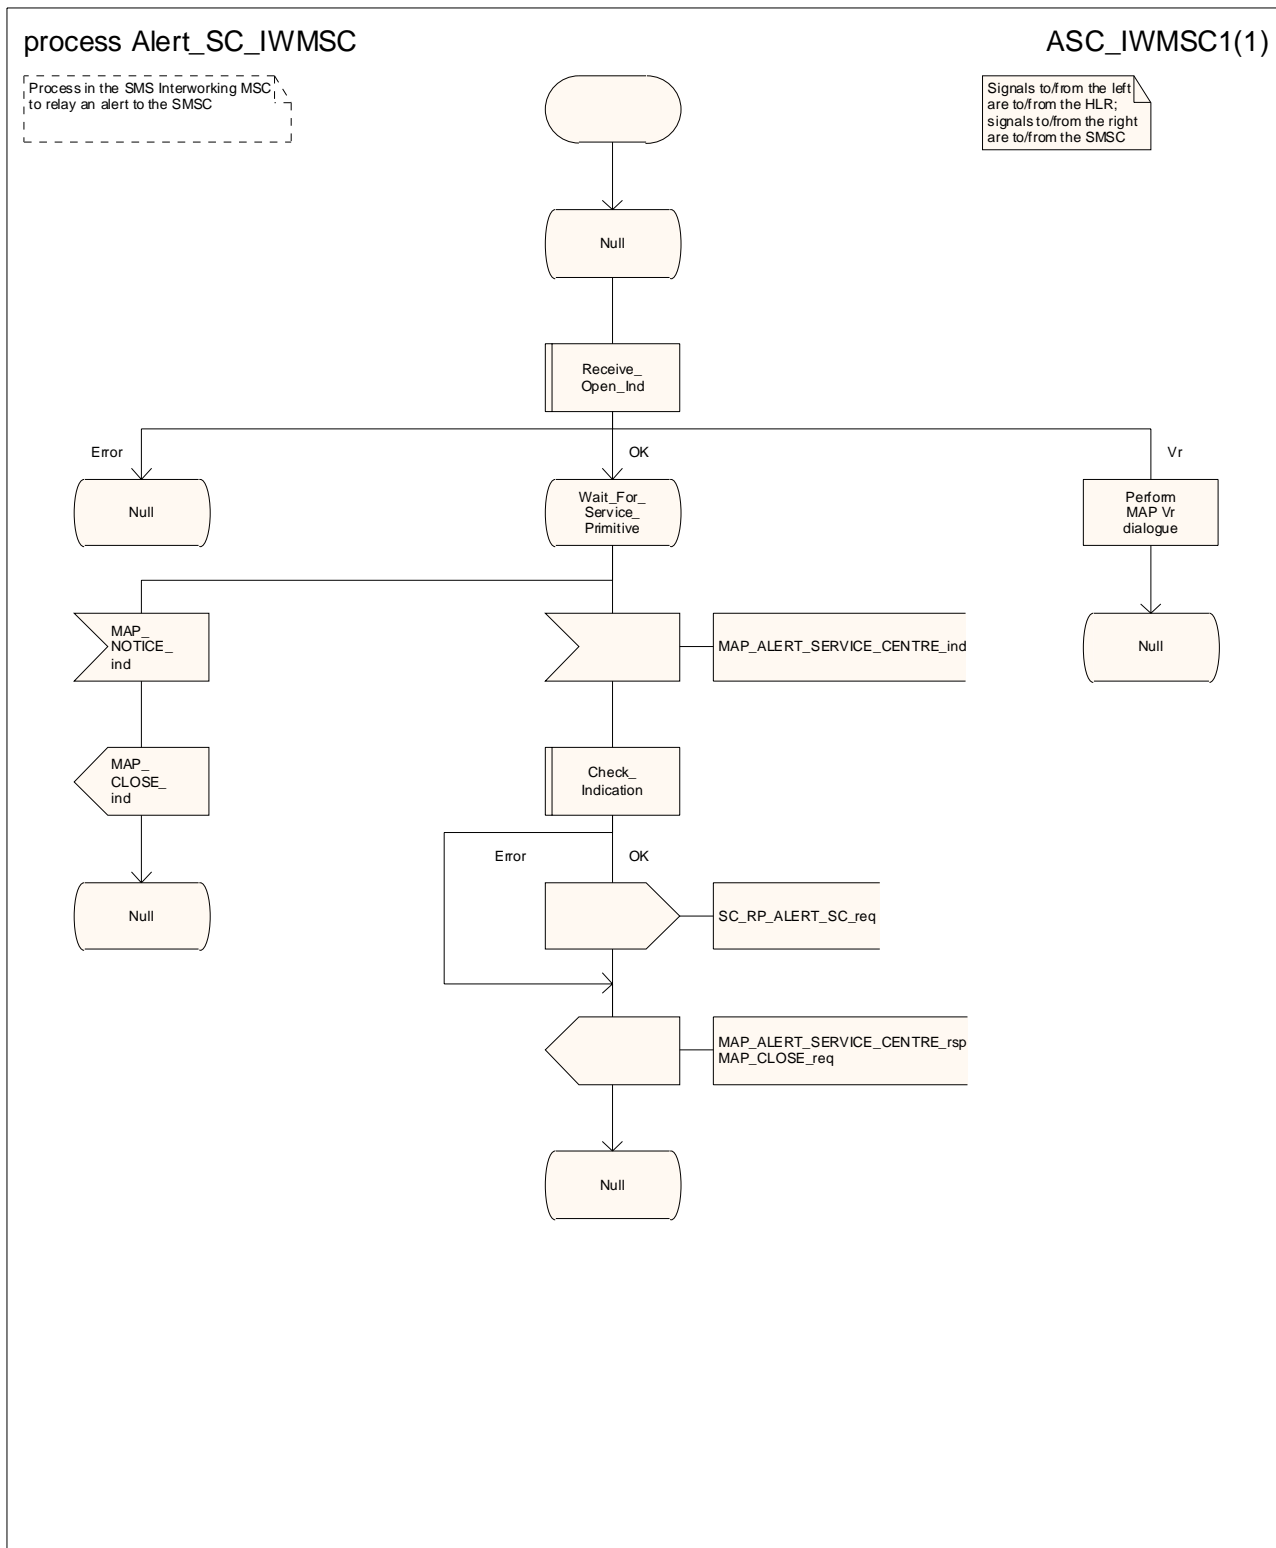 process Alert_SC_IWMSC
ASC_IWMSC1(1)
Process in the SMS Interworking MSC
to relay an alert to the SMSC
Signals to/from the left
are to/from the HLR;
signals to/from the right
are to/from the SMSC
Null
Receive_
Open_Ind
Error
OK
Vr
Null
Wait_For_
Service_
Primitive
Perform
MAP Vr
dialogue
MAP_
NOTICE_
ind
MAP_ALERT_SERVICE_CENTRE_ind
Null
MAP_
CLOSE_
ind
Check_
Indication
Error
OK
Null
SC_RP_ALERT_SC_req
MAP_ALERT_SERVICE_CENTRE_rsp
MAP_CLOSE_req
Null